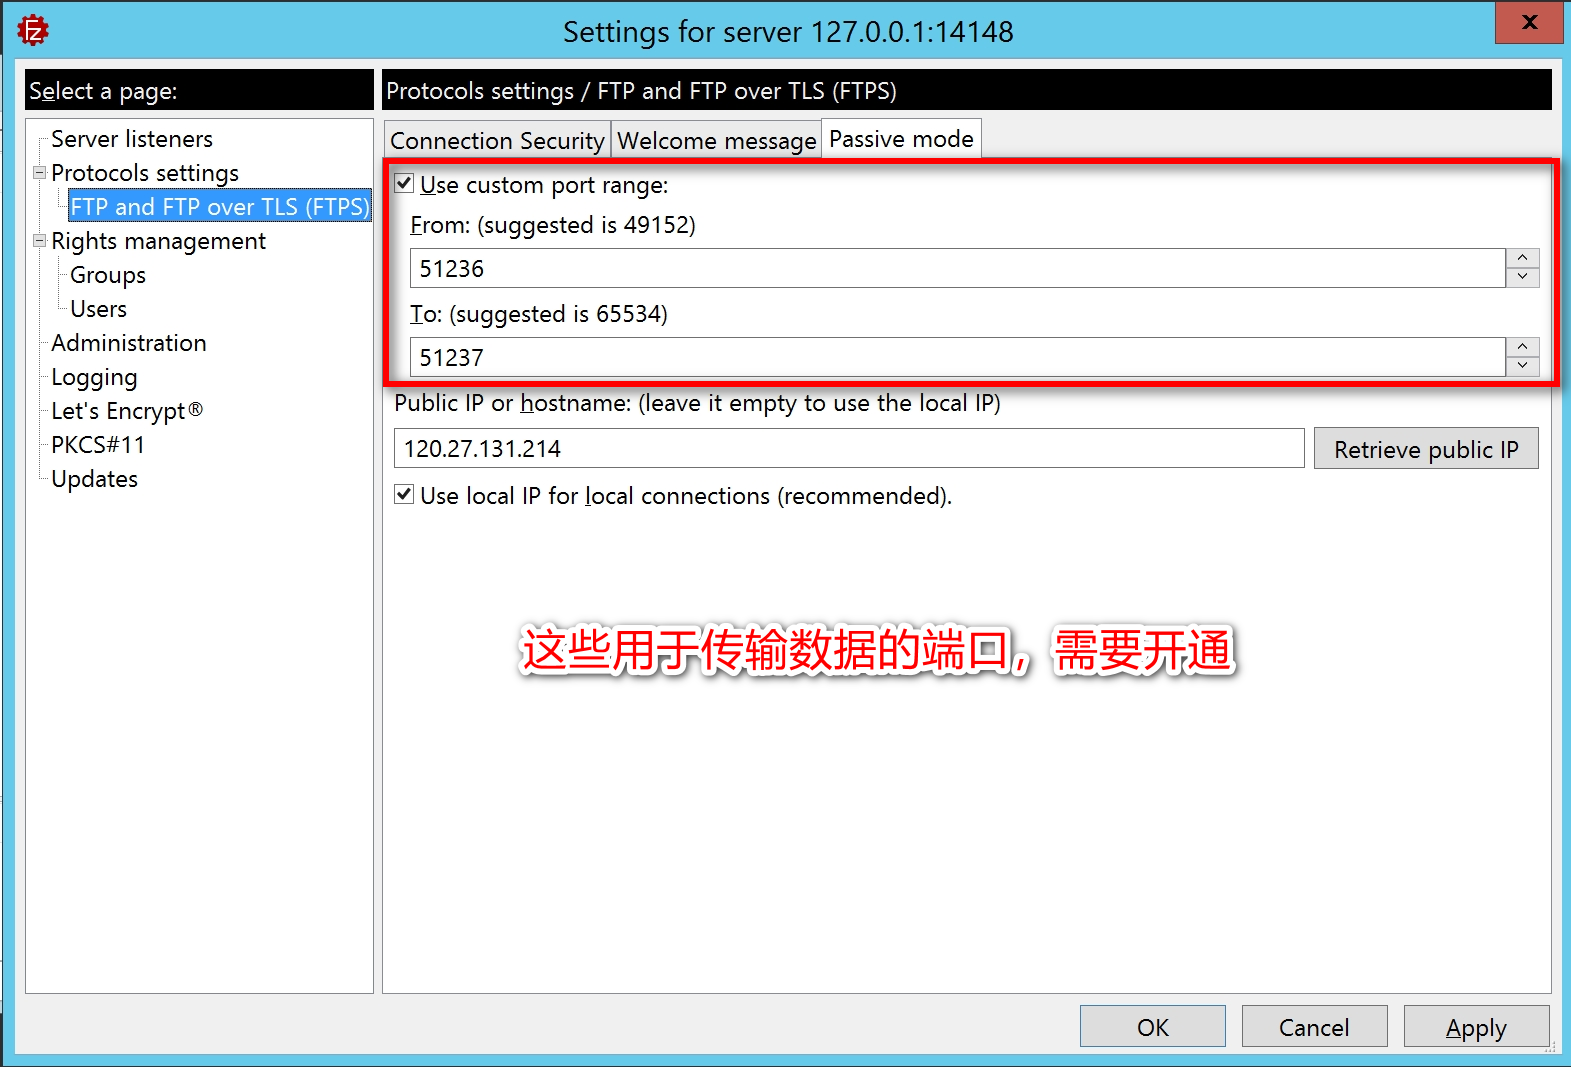 Settings for server 127.0.0.1:14148
x
Select a page:
Server listeners
Protocols settings
FTP and FTP over TLS (FTPS)
Rights management
Groups
Users
Administration
Logging
Let's Encrypt®
PKCS#11
Updates
Protocols settings / FTP and FTP over TLS (FTPS)
Connection Security
Welcome message
Passive mode
Use custom port range:
From: (suggested is 49152)
51236
To: (suggested is 65534)
51237
Public IP or hostname: (leave it empty to use the local IP)
120.27.131.214
Retrieve public IP
Use local IP for local connections (recommended).
这些用于传输数据的端口，需要开通
OK
Cancel
Apply